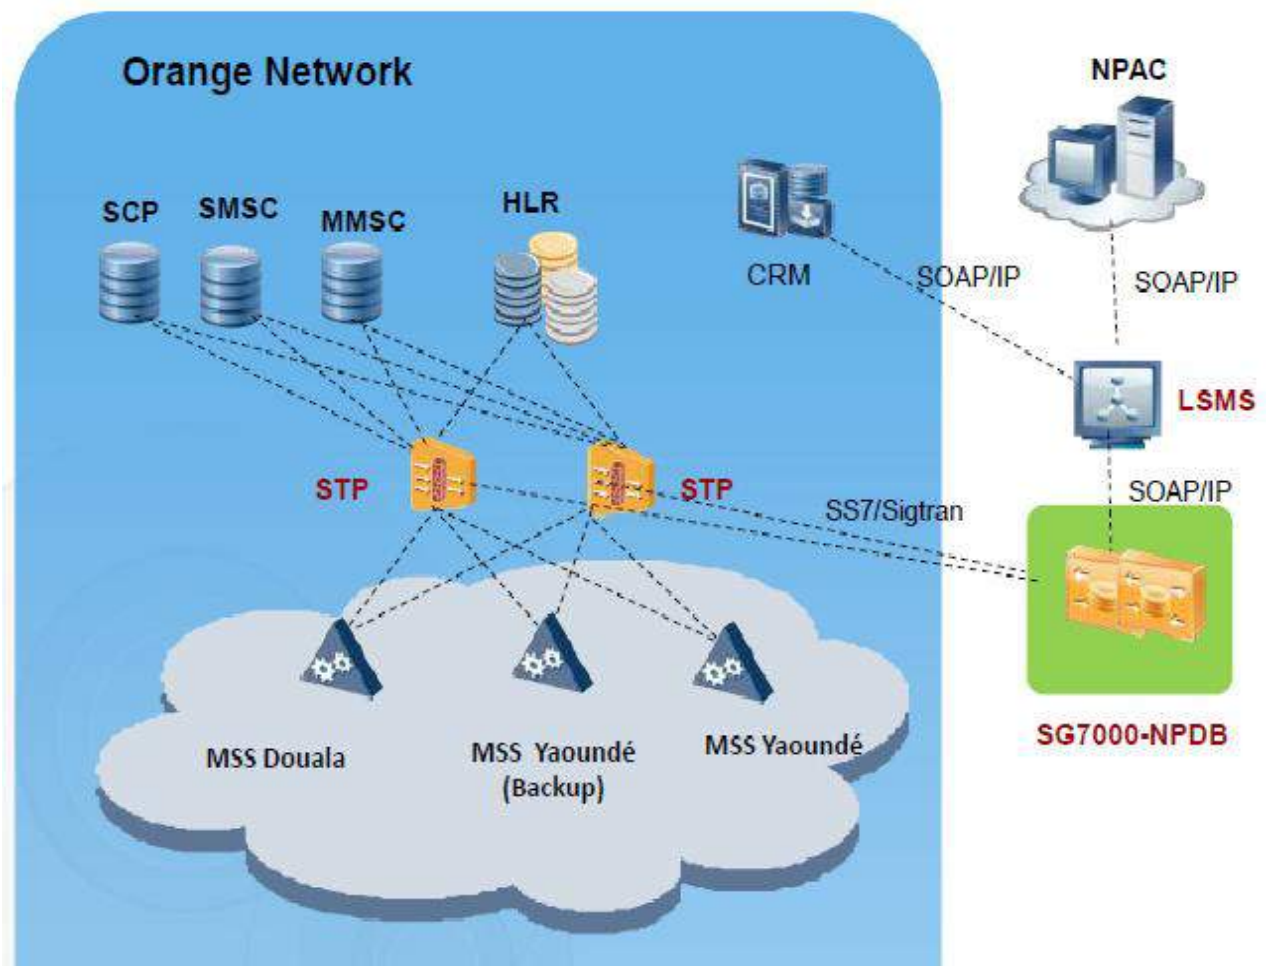 Orange Network
NPAC
SCP
SMSC
MMSC
HLR
CRM
SOAP/IP
SOAP/IP
LSMS
STP
STP
SS7/Sigtran
SOAP/IP
SG7000-NPDB
MSS Douala
MSS Yaoundé
(Backup)
MSS Yaoundé